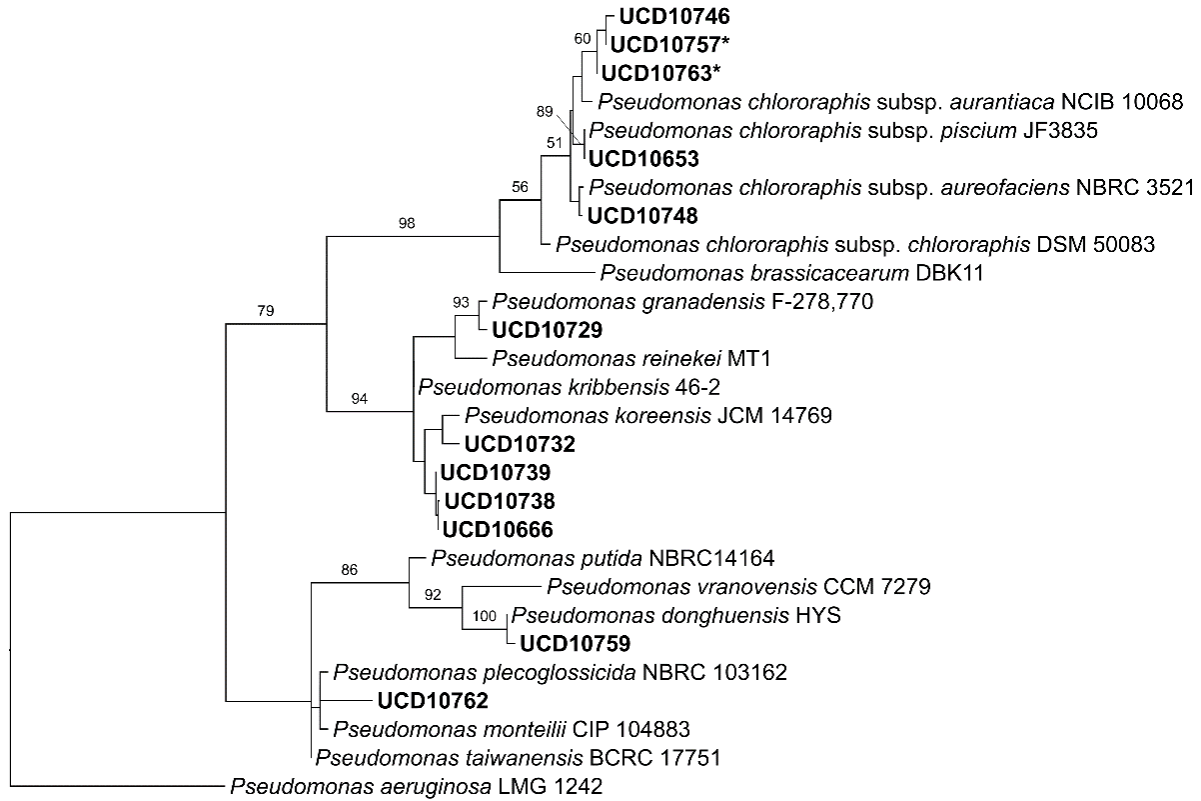 UCD10746
60
UCD10757*
UCD10763*
Pseudomonas chlororaphis subsp. aurantiaca NCIB 10068
89
Pseudomonas chlororaphis subsp. piscium JF3835
51
UCD10653
56
Pseudomonas chlororaphis subsp. aureofaciens NBRC 3521
UCD10748
98
Pseudomonas chlororaphis subsp. chlororaphis DSM 50083
Pseudomonas brassicacearum DBK11
79
93
Pseudomonas granadensis F-278,770
UCD10729
Pseudomonas reinekei MT1
94
Pseudomonas kribbensis 46-2
Pseudomonas koreensis JCM 14769
UCD10732
UCD10739
UCD10738
UCD10666
Pseudomonas putida NBRC14164
86
Pseudomonas vranovensis CCM 7279
92
100
Pseudomonas donghuensis HYS
UCD10759
Pseudomonas plecoglossicida NBRC 103162
UCD10762
Pseudomonas monteilii CIP 104883
Pseudomonas taiwanensis BCRC 17751
Pseudomonas aeruginosa LMG 1242